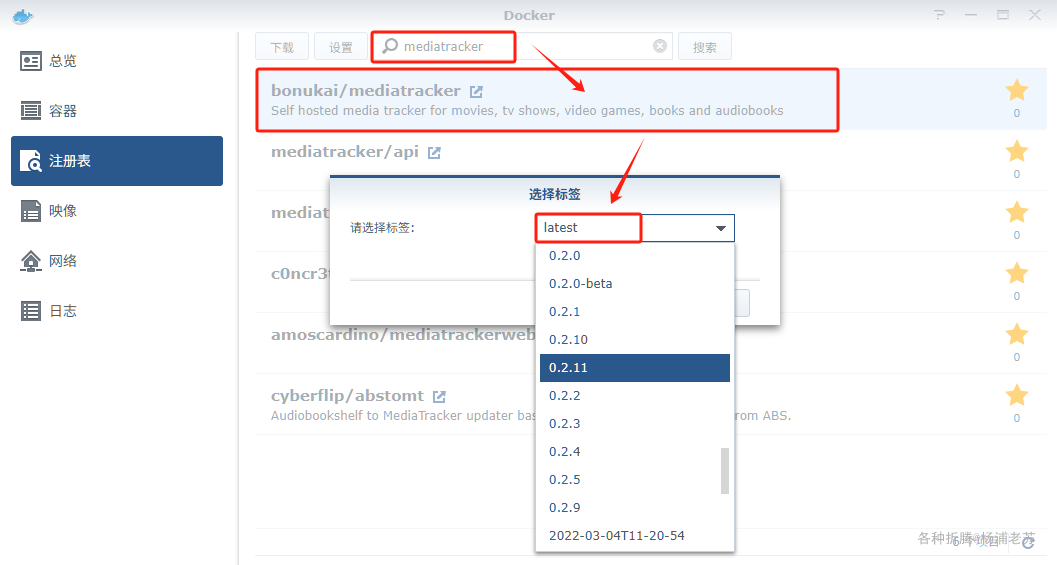 Docker
总览
容器
注册表
映像
网络
日志
下载 设置 mediatracker 搜索
bonukai/mediatracker
Self hosted media tracker for movies, tv shows, video games, books and audiobooks
0
mediatracker/api
0
选择标签
请选择标签: latest
mediat
0
c0ncr3t
0
amoscardino/mediatrackerweb
0
cyberflip/abstomt
Audiobookshelf to MediaTracker updater bas rom ABS.
0
0.2.0
0.2.0-beta
0.2.1
0.2.10
0.2.11
0.2.2
0.2.3
0.2.4
0.2.5
0.2.9
2022-03-04T11-20-54
6 个项目
各种折腾@杨浦老苏